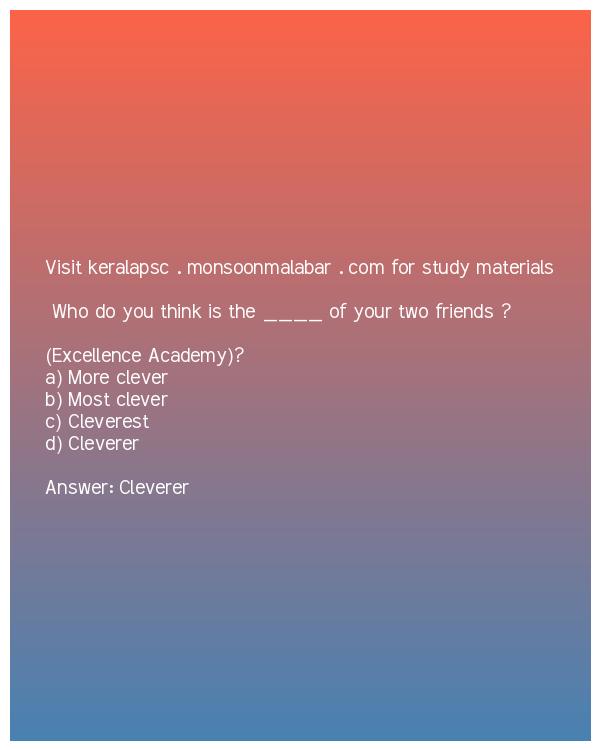 Visit keralapsc . monsoonmalabar . com for study materials
Who do you think is the ____ of your two friends ?
(Excellence Academy)?
a) More clever
b) Most clever
c) Cleverest
d) Cleverer
Answer: Cleverer